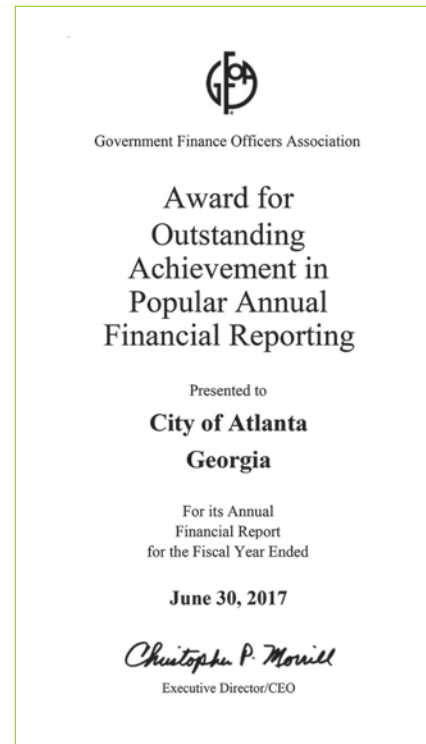 GFOA
Government Finance Officers Association
Award for
Outstanding
Achievement in
Popular Annual
Financial Reporting
Presented to
City of Atlanta
Georgia
For its Annual
Financial Report
for the Fiscal Year Ended
June 30, 2017
Christopher P. Morrill
Executive Director/CEO